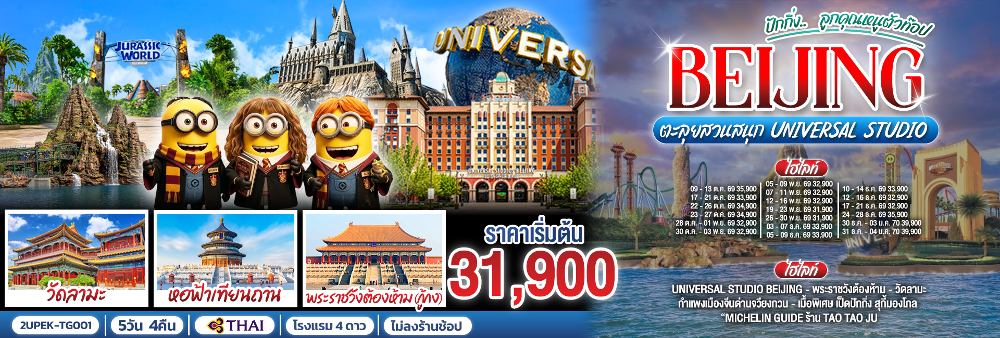 JURASSIC
WORLD
UNIVERS
HARRY
HERMIONE
RON
UNIVERSAL STUDIOS BEIJING
ปักกิ่ง.. ลูกคุณหนูตัวท๊อป
BEIJING
ตะลุยสวนสนุก UNIVERSAL STUDIO
ไฮไลท์
09 - 13 ต.ค. 69 35,900
17 - 21 ต.ค. 69 33,900
22 - 26 ต.ค. 69 34,900
23 - 27 ต.ค. 69 34,900
28 ต.ค. - 01 พ.ย. 69 32,900
30 ต.ค. - 03 พ.ย. 69 32,900
05 - 09 พ.ย. 69 32,900
07 - 11 พ.ย. 69 32,900
12 - 16 พ.ย. 69 32,900
19 - 23 พ.ย. 69 31,900
26 - 30 พ.ย. 69 31,900
03 - 07 ธ.ค. 69 33,900
05 - 09 ธ.ค. 69 33,900
10 - 14 ธ.ค. 69 33,900
12 - 16 ธ.ค. 69 32,900
17 - 21 ธ.ค. 69 32,900
24 - 28 ธ.ค. 69 35,900
30 ธ.ค. - 03 ม.ค. 70 39,900
31 ธ.ค. - 04 ม.ค. 70 39,900
ไฮไลท์
UNIVERSAL STUDIO BEIJING - พระราชวังต้องห้าม - วัดลามะ
กำแพงเมืองจีนด่านจวียงกวน - เมื้อพิเศษ เป็ดปักกิ่ง สุกี้มองโกล
“MICHELIN GUIDE ร้าน TAO TAO JU
วัดลามะ
หอฟ้าเทียนถาน
พระราชวังต้องห้าม (กู้กง)
ราคาเริ่มต้น
31,900
2UPEK-TG001
5วัน 4คืน
THAI
โรงแรม 4 ดาว
ไม่ลงร้านช้อป